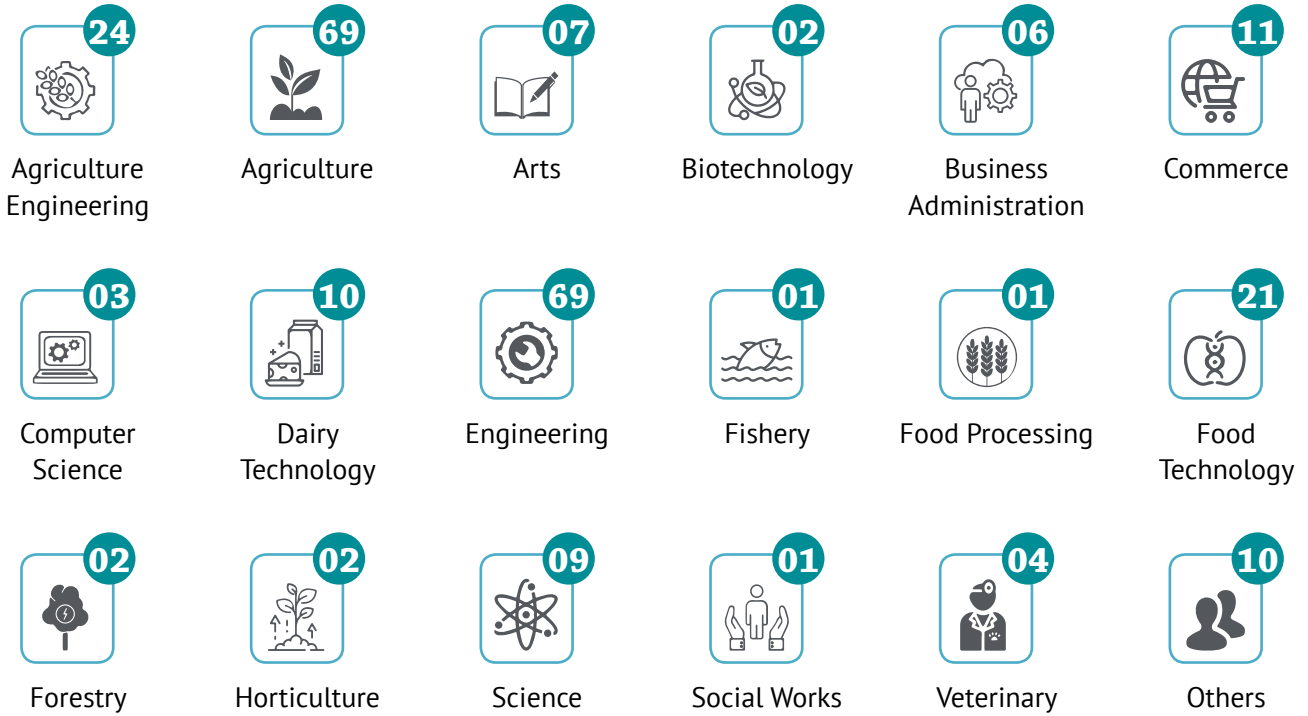 24
Agriculture
Engineering
69
Agriculture
07
Arts
02
Biotechnology
06
Business
Administration
11
Commerce
03
Computer
Science
10
Dairy
Technology
69
Engineering
01
Fishery
01
Food Processing
21
Food
Technology
02
Forestry
02
Horticulture
09
Science
01
Social Works
04
Veterinary
10
Others